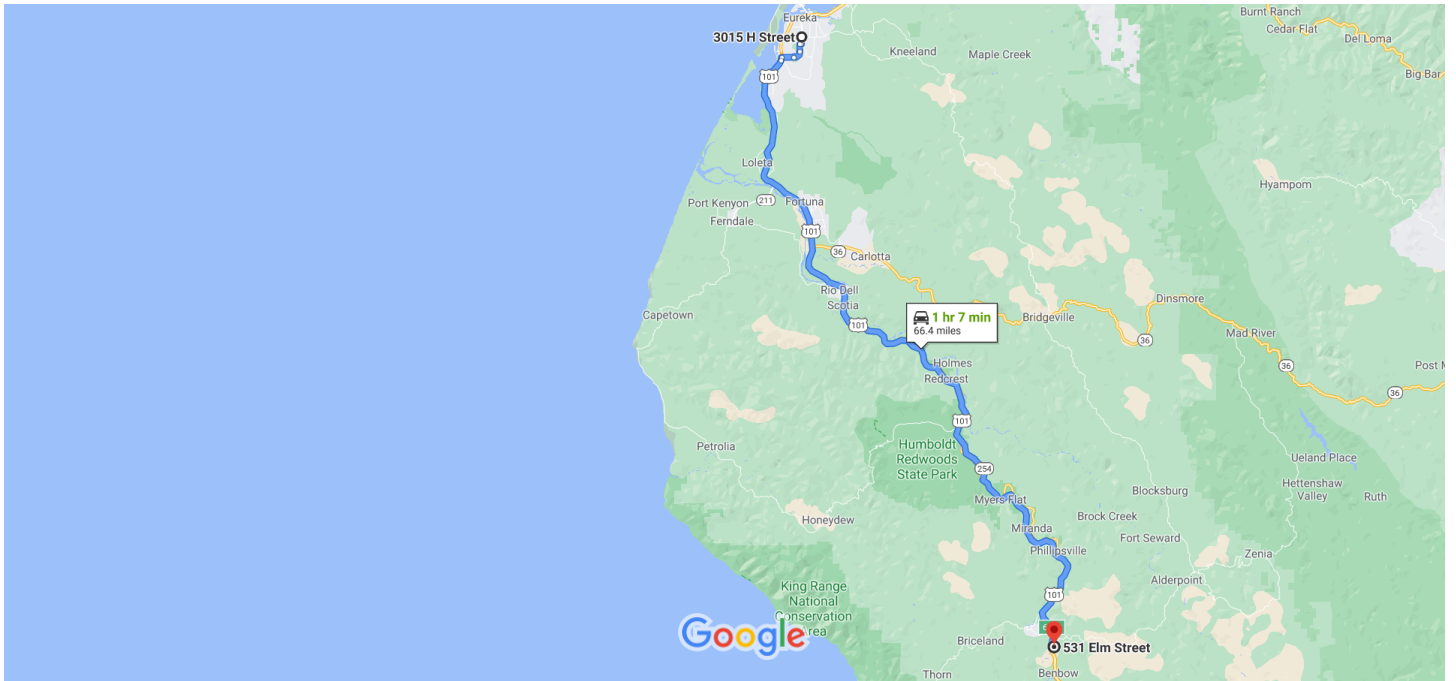 Eureka
Burnt Ranch
Cedar Flat
Del Loma
3015 H Street
Kneeland
Maple Creek
Big Bar
101
Loleta
Hyampom
Port Kenyon
211
Fortuna
Ferndale
101
36
Carlotta
Rio Dell
Scotia
Dinsmore
1 hr 7 min
66.4 miles
Capetown
101
Bridgeville
Mad River
36
36
Post M
36
Holmes
Redcrest
101
Petrolia
Humboldt
Redwoods
State Park
254
Ueland Place
Hettenshaw
Valley
Ruth
Blocksburg
Myers Flat
Honeydew
Miranda
Brock Creek
Fort Seward
Phillipsville
Zenia
Alderpoint
King Range
National
Conservation
Area
101
Google
Briceland
531 Elm Street
Thorn
Benbow